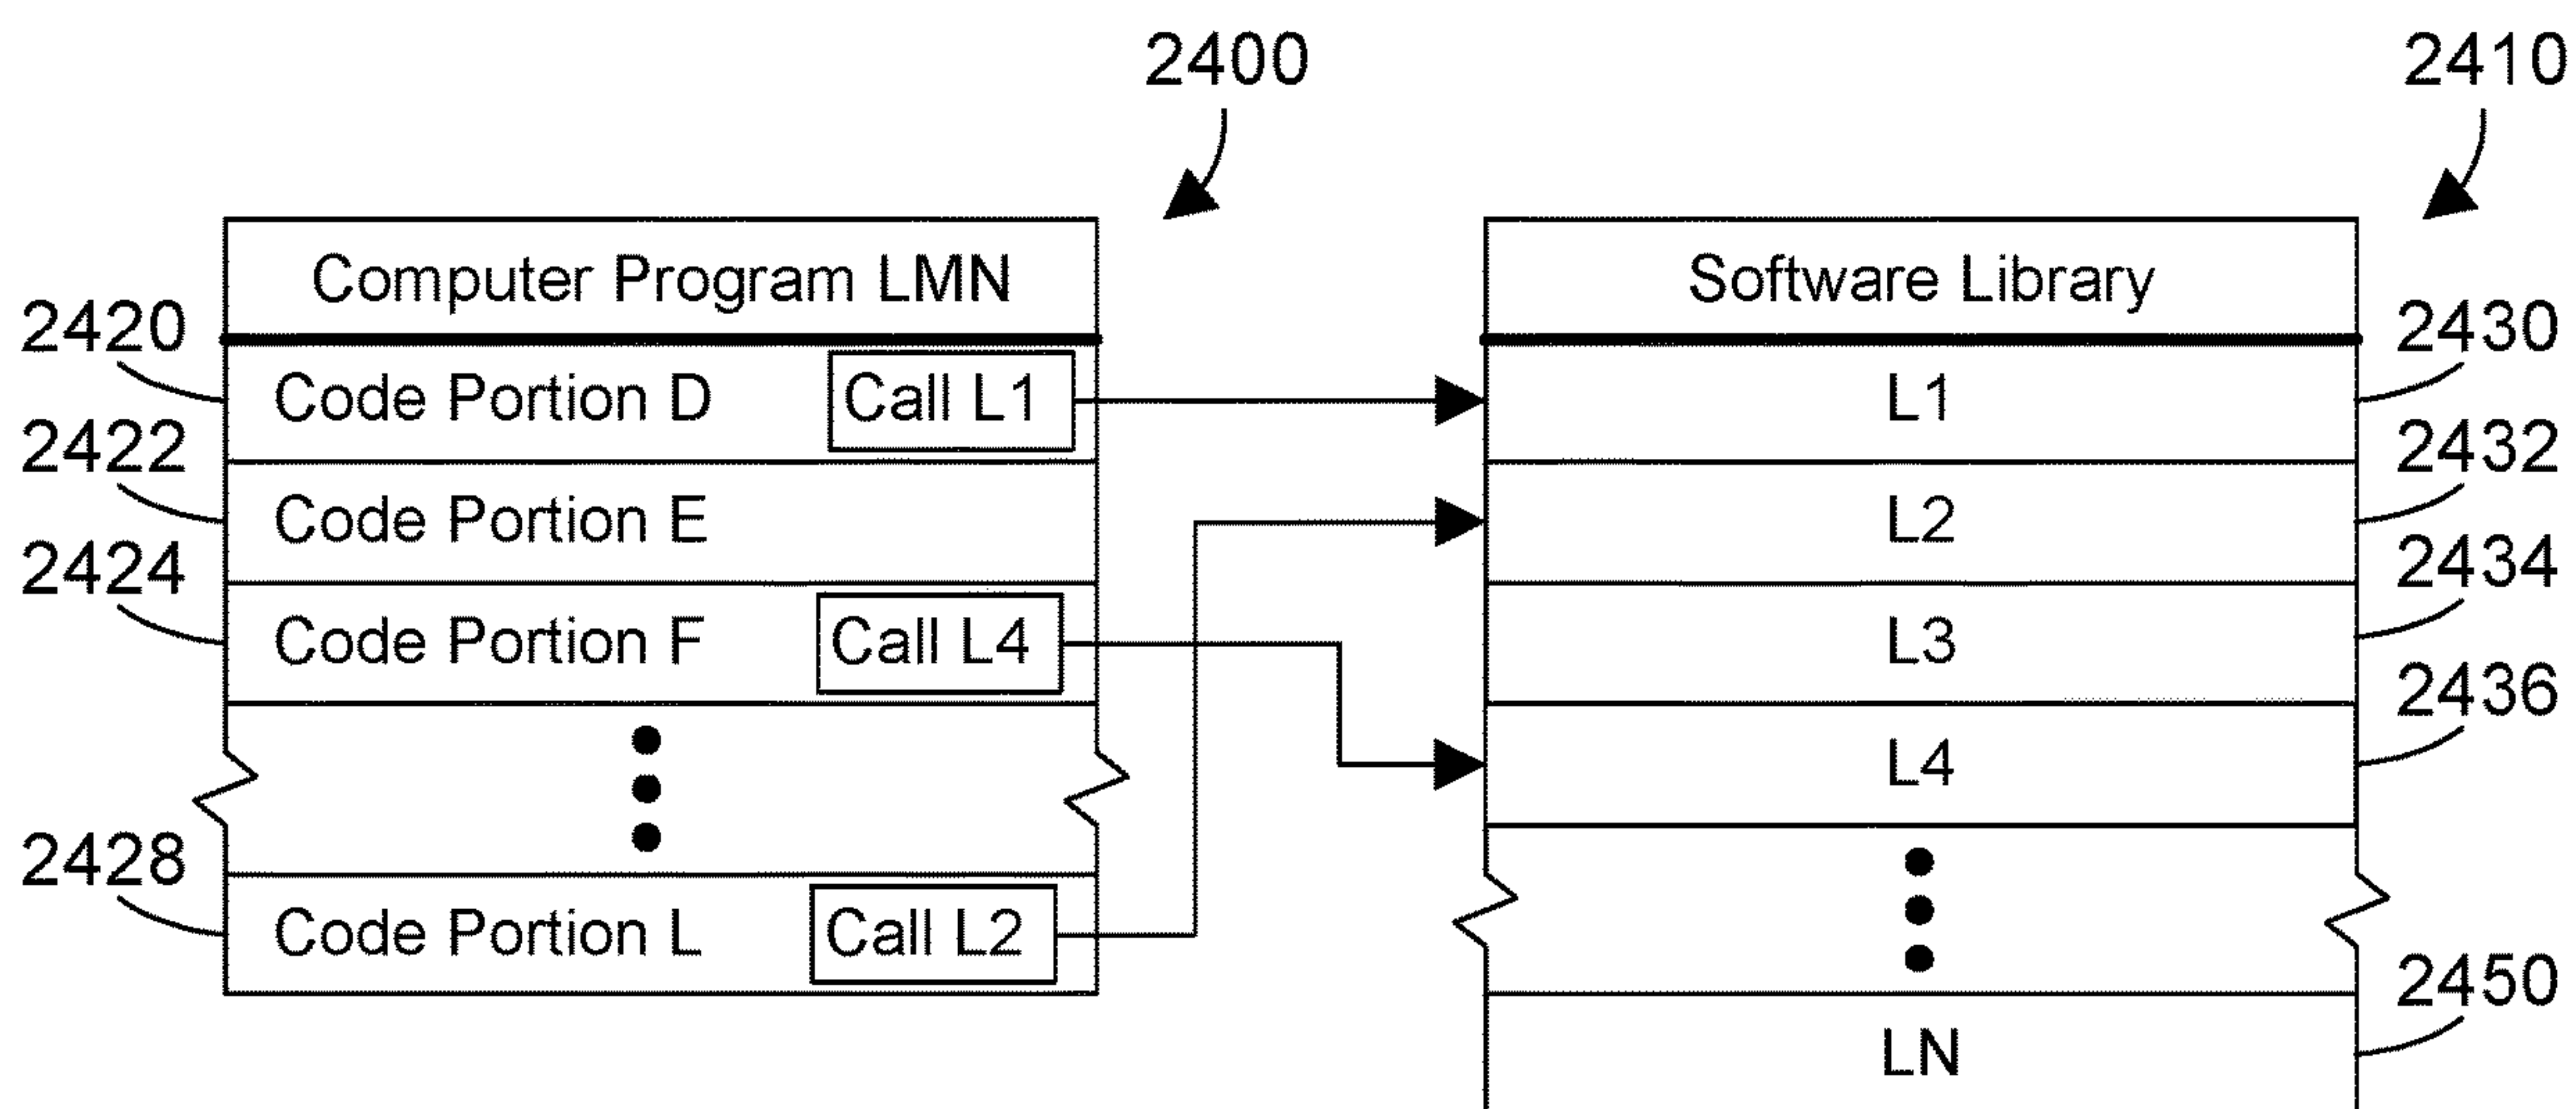 2400
2410
Computer Program LMN
Software Library
2420
2430
Code Portion D Call L1
L1
2422
2432
Code Portion E
L2
2424
2434
Code Portion F Call L4
L3
2436
L4
2428
Code Portion L Call L2
2450
LN